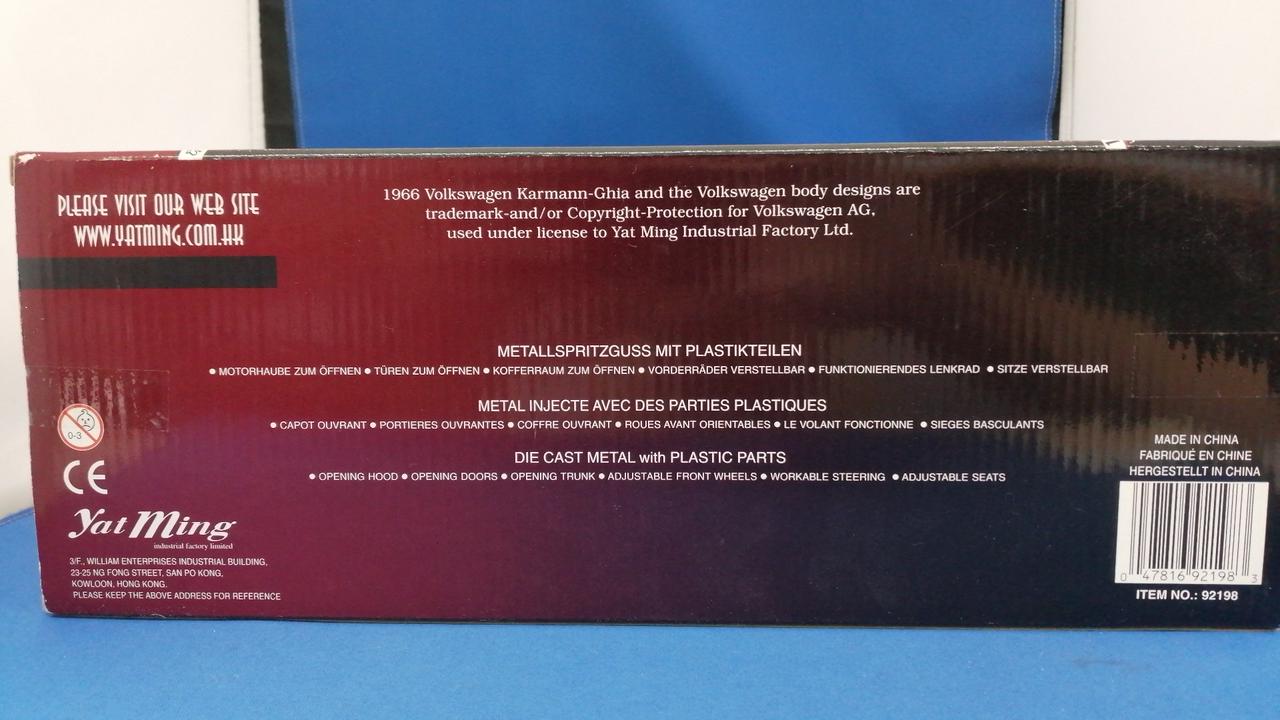 PLEASE VISIT OUR WEB SITE
WWW.YATMING.COM.HK
1966 Volkswagen Karmann-Ghia and the Volkswagen body designs are
trademark-and/or Copyright-Protection for Volkswagen AG,
used under license to Yat Ming Industrial Factory Ltd.
METALLSPRITZGUSS MIT PLASTIKTEILEN
● MOTORHAUBE ZUM ÖFFNEN ● TÜREN ZUM ÖFFNEN ● KOFFERRAUM ZUM ÖFFNEN ● VORDERRÄDER VERSTELLBAR ● FUNKTIONIERENDES LENKRAD ● SITZE VERSTELLBAR
METAL INJECTE AVEC DES PARTIES PLASTIQUES
● CAPOT OUVRANT ● PORTIERES OUVRANTES ● COFFRE OUVRANT ● ROUES AVANT ORIENTABLES ● LE VOLANT FONCTIONNE ● SIEGES BASCULANTS
DIE CAST METAL with PLASTIC PARTS
● OPENING HOOD ● OPENING DOORS ● OPENING TRUNK ● ADJUSTABLE FRONT WHEELS ● WORKABLE STEERING ● ADJUSTABLE SEATS
0-3
CE
Yat Ming
industrial factory limited
3/F., WILLIAM ENTERPRISES INDUSTRIAL BUILDING,
23-25 NG FONG STREET, SAN PO KONG,
KOWLOON, HONG KONG.
PLEASE KEEP THE ABOVE ADDRESS FOR REFERENCE
MADE IN CHINA
FABRIQUÉ EN CHINE
HERGESTELLT IN CHINA
0 47816 92198 3
ITEM NO.: 92198